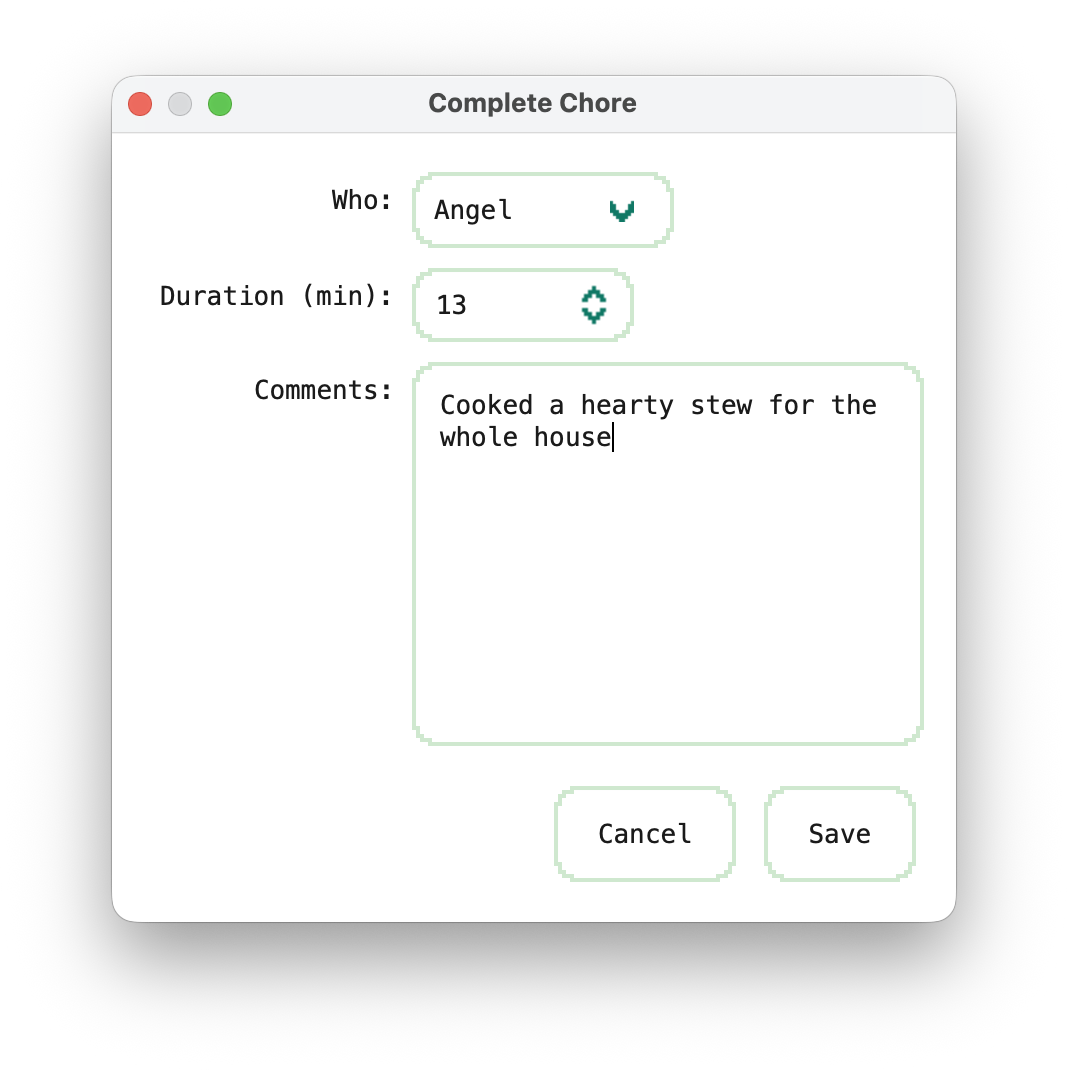 Complete Chore
Who: Angel
Duration (min): 13
Comments: Cooked a hearty stew for the
whole house
Cancel Save